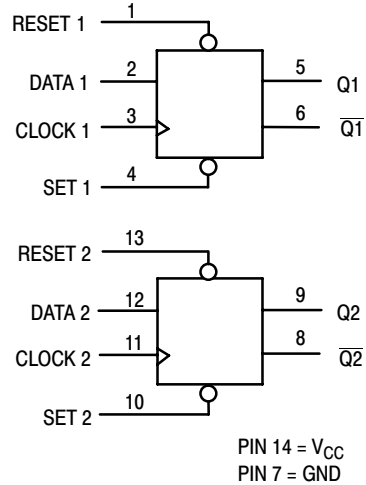 RESET 1 1
DATA 1 2 5 Q1
CLOCK 1 3 6 Q1̅
SET 1 4
RESET 2 13
DATA 2 12 9 Q2
CLOCK 2 11 8 Q2̅
SET 2 10
PIN 14 = VCC
PIN 7 = GND